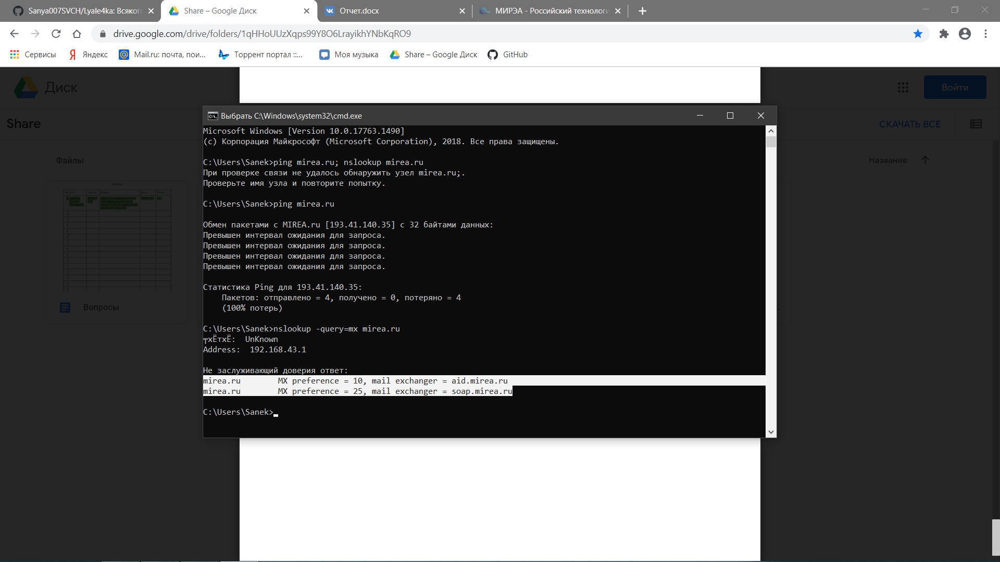 Sanya007SVCH/Lyale4ka: Всяког
Share – Google Диск
Отчет.docx
МИРЭА - Российский технологи
drive.google.com/drive/folders/1qHHoUUzXqps99Y8O6LrayikhYNbKqRO9
Сервисы
Яндекс
Mail.ru: почта, пои...
Торрент портал ::...
Моя музыка
Share – Google Диск
GitHub
Диск
Войти
Share
СКАЧАТЬ ВСЕ
Файлы
Название
Вопросы
Выбрать C:\Windows\system32\cmd.exe
Microsoft Windows [Version 10.0.17763.1490]
(c) Корпорация Майкрософт (Microsoft Corporation), 2018. Все права защищены.
C:\Users\Sanek>ping mirea.ru; nslookup mirea.ru
При проверке связи не удалось обнаружить узел mirea.ru;.
Проверьте имя узла и повторите попытку.
C:\Users\Sanek>ping mirea.ru
Обмен пакетами с MIREA.ru [193.41.140.35] с 32 байтами данных:
Превышен интервал ожидания для запроса.
Превышен интервал ожидания для запроса.
Превышен интервал ожидания для запроса.
Превышен интервал ожидания для запроса.
Статистика Ping для 193.41.140.35:
Пакетов: отправлено = 4, получено = 0, потеряно = 4
(100% потерь)
C:\Users\Sanek>nslookup -query=mx mirea.ru
╤хЁтхЁ:  UnKnown
Address:  192.168.43.1
Не заслуживающий доверия ответ:
mirea.ru        MX preference = 10, mail exchanger = aid.mirea.ru
mirea.ru        MX preference = 25, mail exchanger = soap.mirea.ru
C:\Users\Sanek>